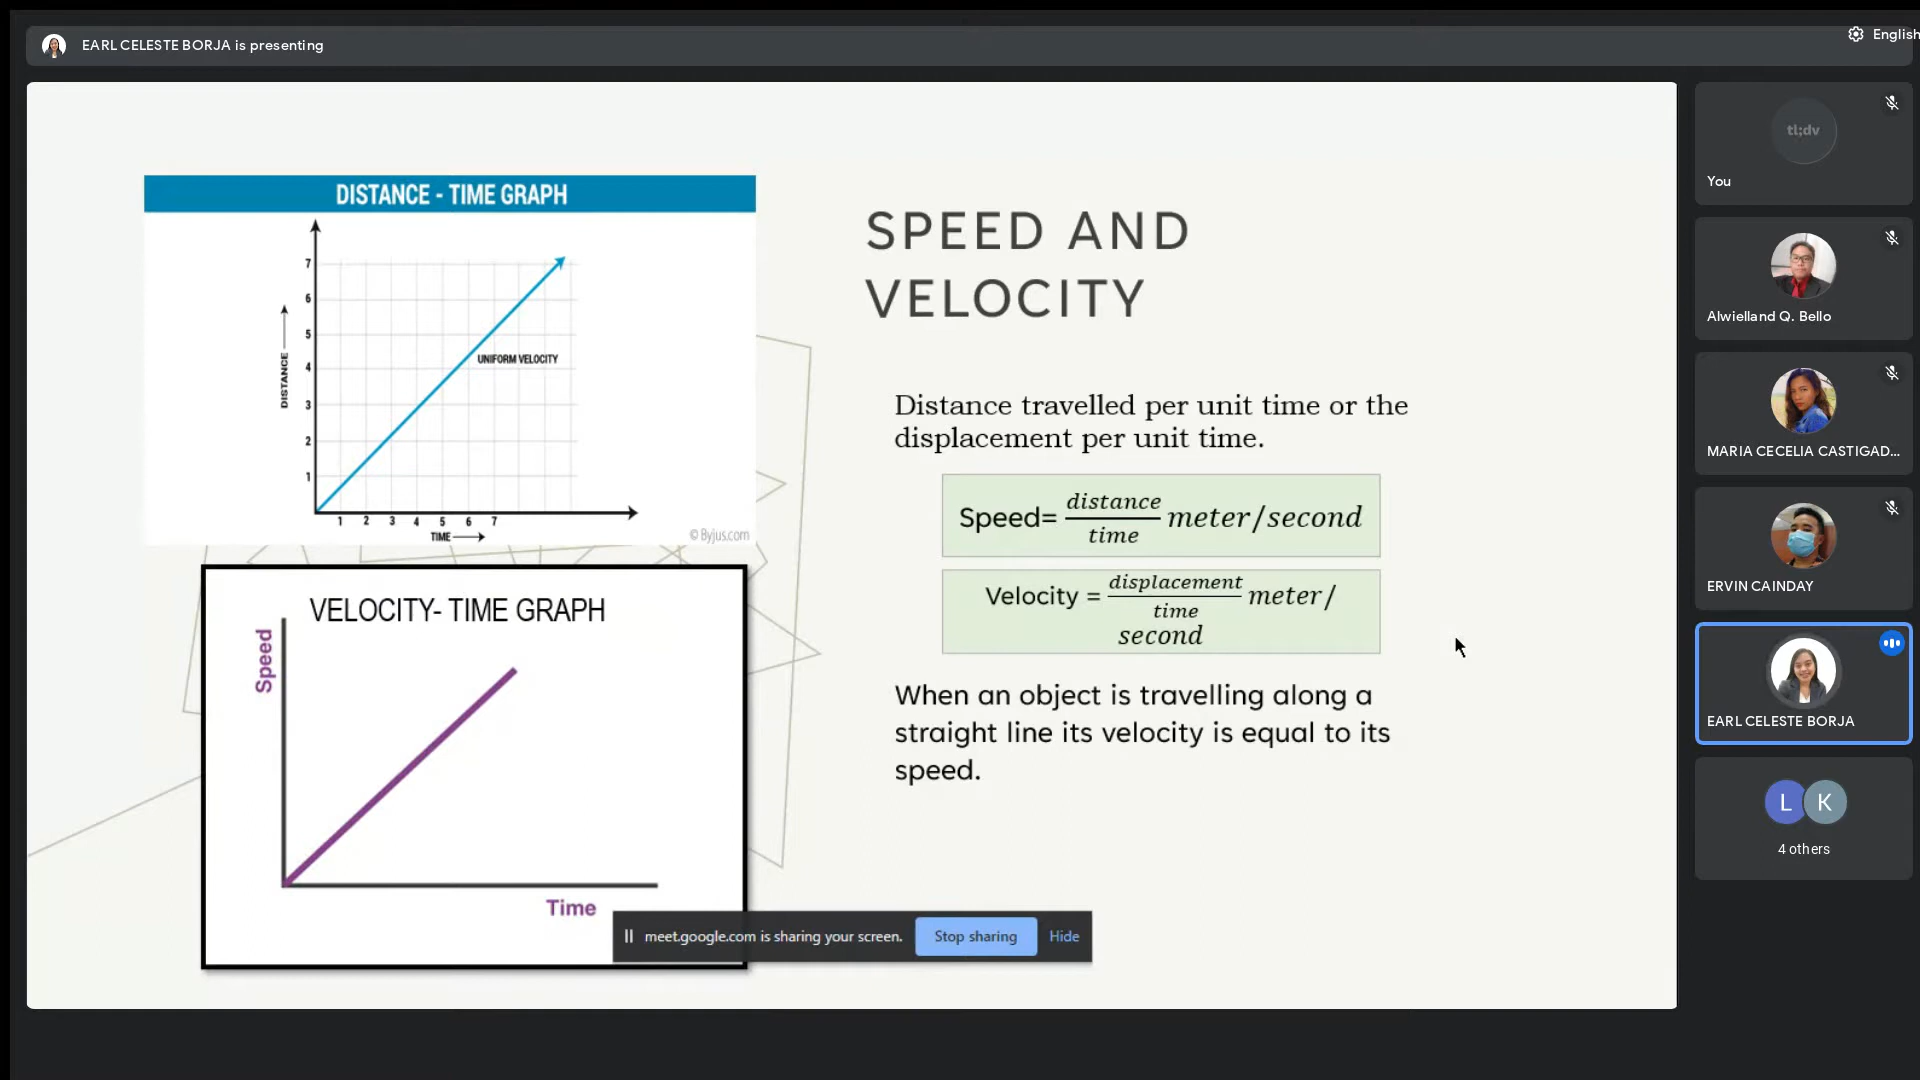 EARL CELESTE BORJA is presenting
English
DISTANCE - TIME GRAPH
7
6
5
4
3
2
1
DISTANCE
UNIFORM VELOCITY
1 2 3 4 5 6 7
TIME
© Byjus.com
VELOCITY- TIME GRAPH
Speed
Time
SPEED AND
VELOCITY
Distance travelled per unit time or the
displacement per unit time.
Speed= distance/time meter/second
Velocity = displacement/time meter/
second
When an object is travelling along a
straight line its velocity is equal to its
speed.
meet.google.com is sharing your screen. Stop sharing Hide
tl;dv
You
Alwielland Q. Bello
MARIA CECELIA CASTIGAD...
ERVIN CAINDAY
EARL CELESTE BORJA
L K
4 others